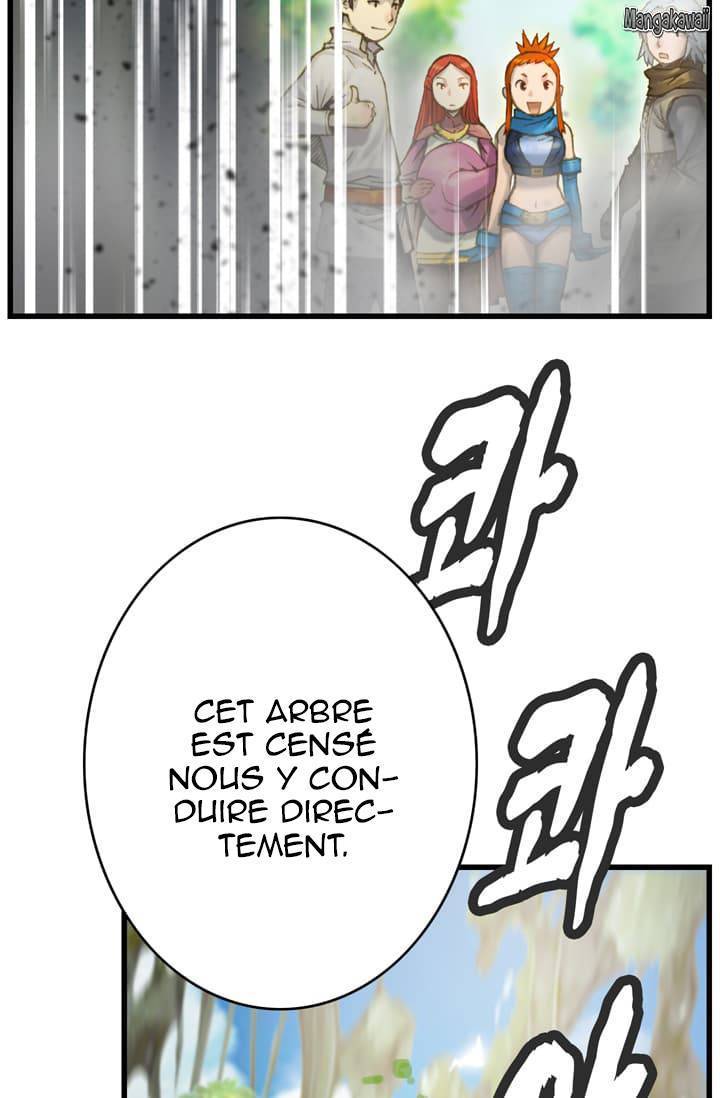 Mangakawaii
콰
CET ARBRE
EST CENSÉ
NOUS Y CON-
DUIRE DIREC-
TEMENT.
콰
콰